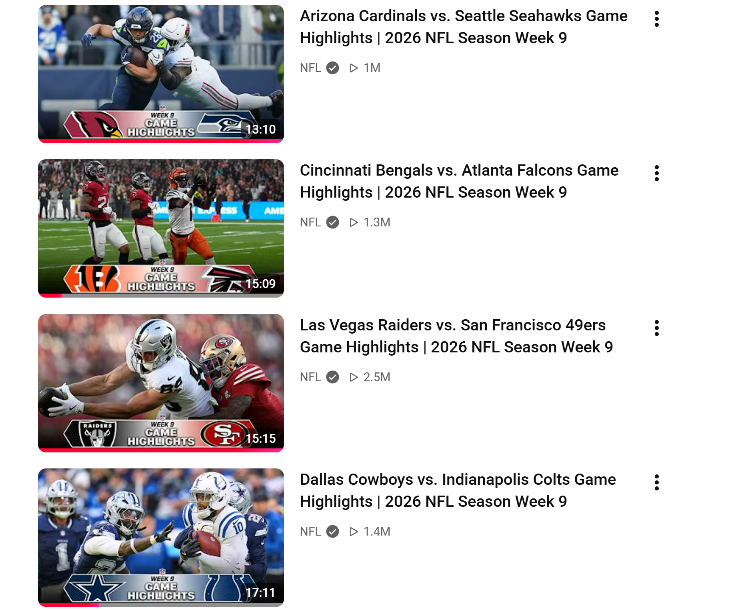 WEEK 9
GAME
HIGHLIGHTS
13:10
Arizona Cardinals vs. Seattle Seahawks Game
Highlights | 2026 NFL Season Week 9
NFL 1M
WEEK 9
GAME
HIGHLIGHTS
15:09
Cincinnati Bengals vs. Atlanta Falcons Game
Highlights | 2026 NFL Season Week 9
NFL 1.3M
RAIDERS
WEEK 9
GAME
HIGHLIGHTS
15:15
Las Vegas Raiders vs. San Francisco 49ers
Game Highlights | 2026 NFL Season Week 9
NFL 2.5M
WEEK 9
GAME
HIGHLIGHTS
17:11
Dallas Cowboys vs. Indianapolis Colts Game
Highlights | 2026 NFL Season Week 9
NFL 1.4M